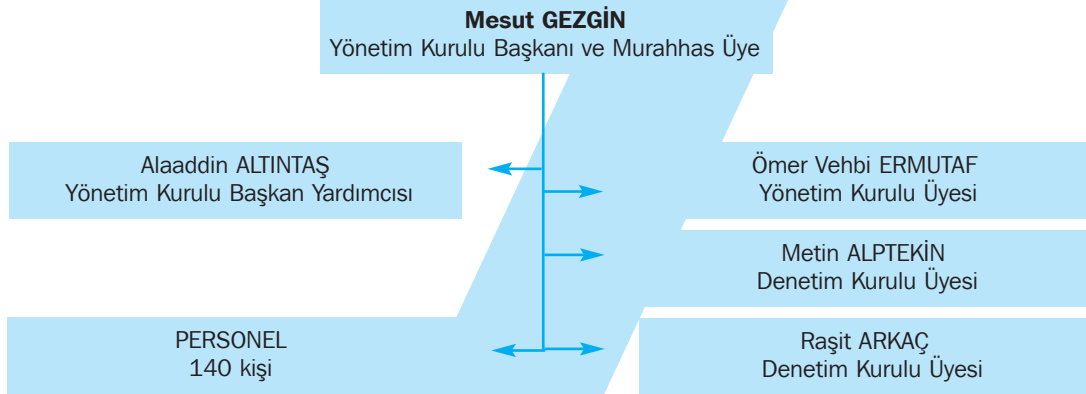 Mesut GEZGİN
Yönetim Kurulu Başkanı ve Murahhas Üye
Alaaddin ALTINTAŞ
Yönetim Kurulu Başkan Yardımcısı
Ömer Vehbi ERMUTAF
Yönetim Kurulu Üyesi
Metin ALPTEKİN
Denetim Kurulu Üyesi
PERSONEL
140 kişi
Raşit ARKAÇ
Denetim Kurulu Üyesi